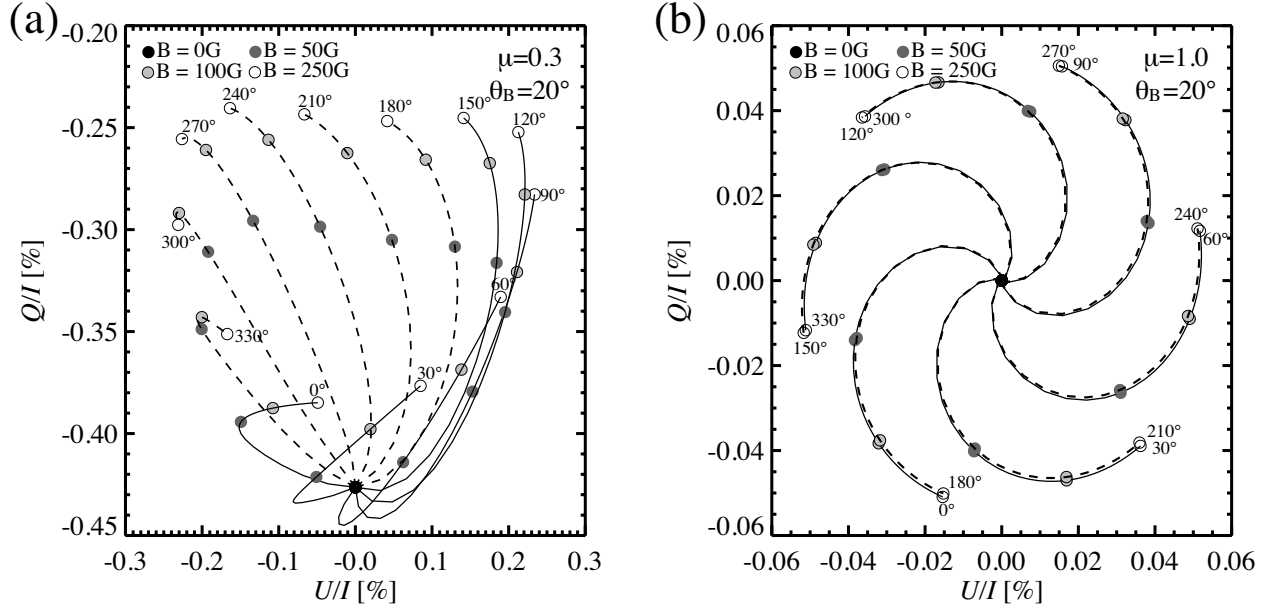 (a)
-0.20
B = 0G B = 50G
B = 100G B = 250G
μ=0.3
θB=20°
240° 210° 180° 150° 120°
270°
-0.25
90°
300°
-0.30
60°
330°
-0.35
30°
0°
-0.40
-0.45
Q/I [%]
-0.3 -0.2 -0.1 -0.0 0.1 0.2 0.3
U/I [%]
(b)
0.06
B = 0G B = 50G
B = 100G B = 250G
270°
90°
μ=1.0
θB=20°
0.04
120° 300°
0.02
240°
60°
0.00
330°
150°
-0.02
210°
30°
-0.04
180°
0°
-0.06
Q/I [%]
-0.06 -0.04 -0.02 0.00 0.02 0.04 0.06
U/I [%]